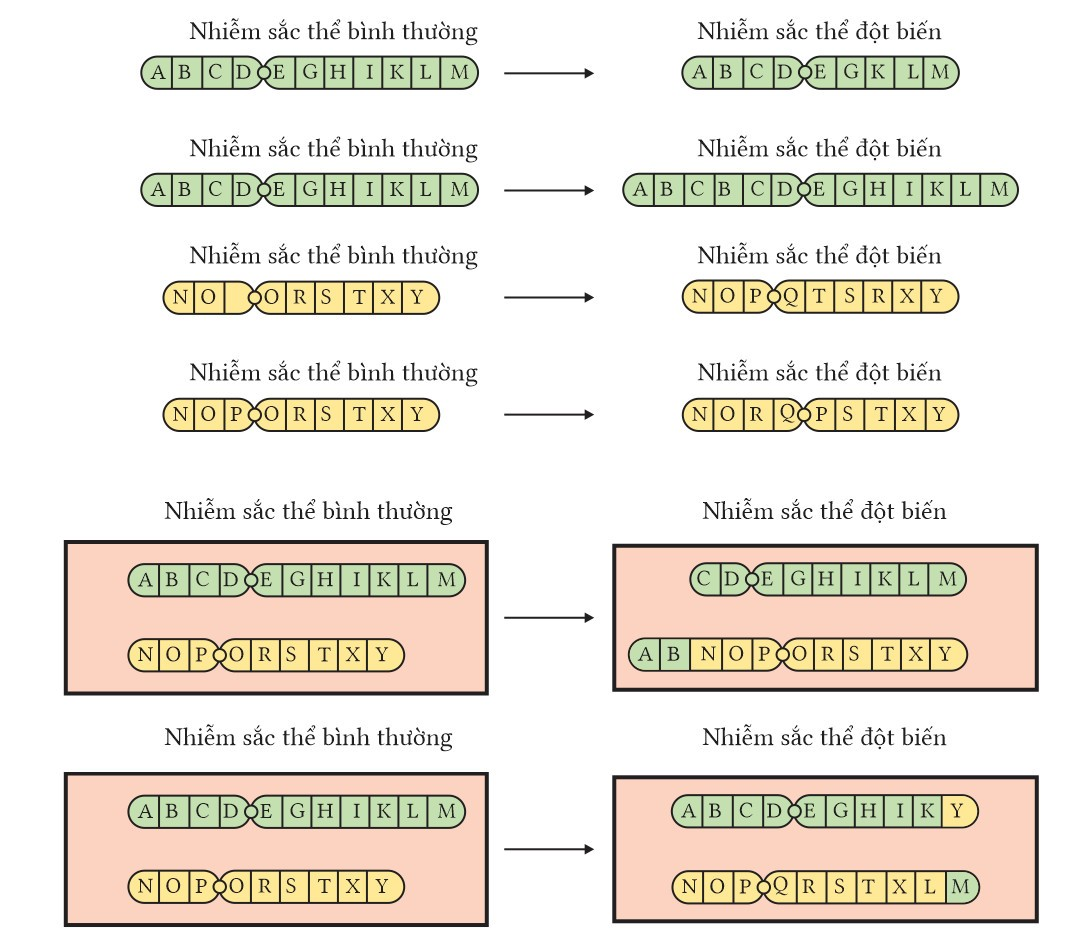 Nhiễm sắc thể bình thường Nhiễm sắc thể đột biến
A B C D E G H I K L M A B C D E G K L M
Nhiễm sắc thể bình thường Nhiễm sắc thể đột biến
A B C D E G H I K L M A B C B C D E G H I K L M
Nhiễm sắc thể bình thường Nhiễm sắc thể đột biến
N O O R S T X Y N O P Q T S R X Y
Nhiễm sắc thể bình thường Nhiễm sắc thể đột biến
N O P O R S T X Y N O R Q P S T X Y
Nhiễm sắc thể bình thường Nhiễm sắc thể đột biến
A B C D E G H I K L M C D E G H I K L M
N O P O R S T X Y A B N O P O R S T X Y
Nhiễm sắc thể bình thường Nhiễm sắc thể đột biến
A B C D E G H I K L M A B C D E G H I K Y
N O P O R S T X Y N O P Q R S T X L M